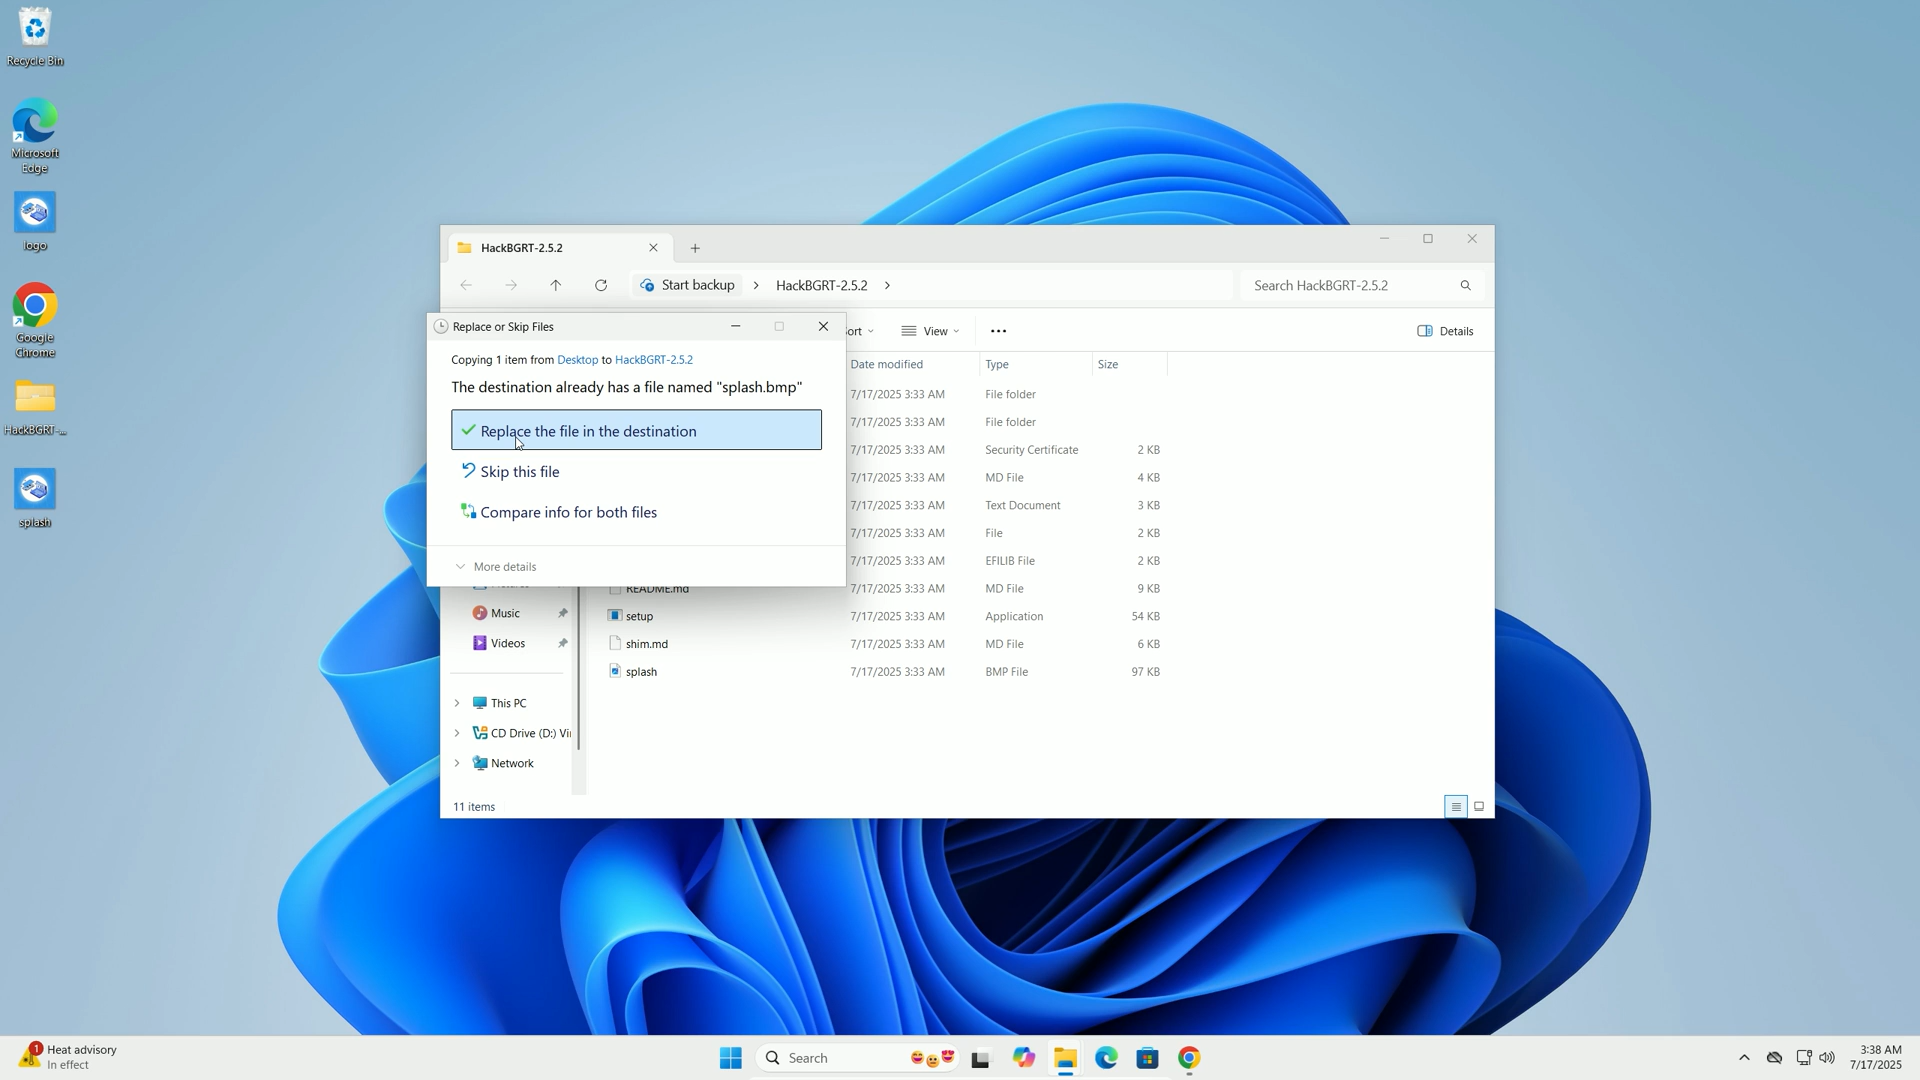 Recycle Bin
Microsoft
Edge
logo
Google
Chrome
HackBGRT-...
splash
HackBGRT-2.5.2
Start backup
HackBGRT-2.5.2
Search HackBGRT-2.5.2
View
Details
Replace or Skip Files
Copying 1 item from Desktop to HackBGRT-2.5.2
The destination already has a file named "splash.bmp"
Replace the file in the destination
Skip this file
Compare info for both files
More details
Date modified Type Size
7/17/2025 3:33 AM File folder
7/17/2025 3:33 AM File folder
7/17/2025 3:33 AM Security Certificate 2 KB
7/17/2025 3:33 AM MD File 4 KB
7/17/2025 3:33 AM Text Document 3 KB
7/17/2025 3:33 AM File 2 KB
7/17/2025 3:33 AM EFILIB File 2 KB
README.md 7/17/2025 3:33 AM MD File 9 KB
setup 7/17/2025 3:33 AM Application 54 KB
shim.md 7/17/2025 3:33 AM MD File 6 KB
splash 7/17/2025 3:33 AM BMP File 97 KB
Music
Videos
This PC
CD Drive (D:) Vi
Network
11 items
1
Heat advisory
In effect
Search
3:38 AM
7/17/2025